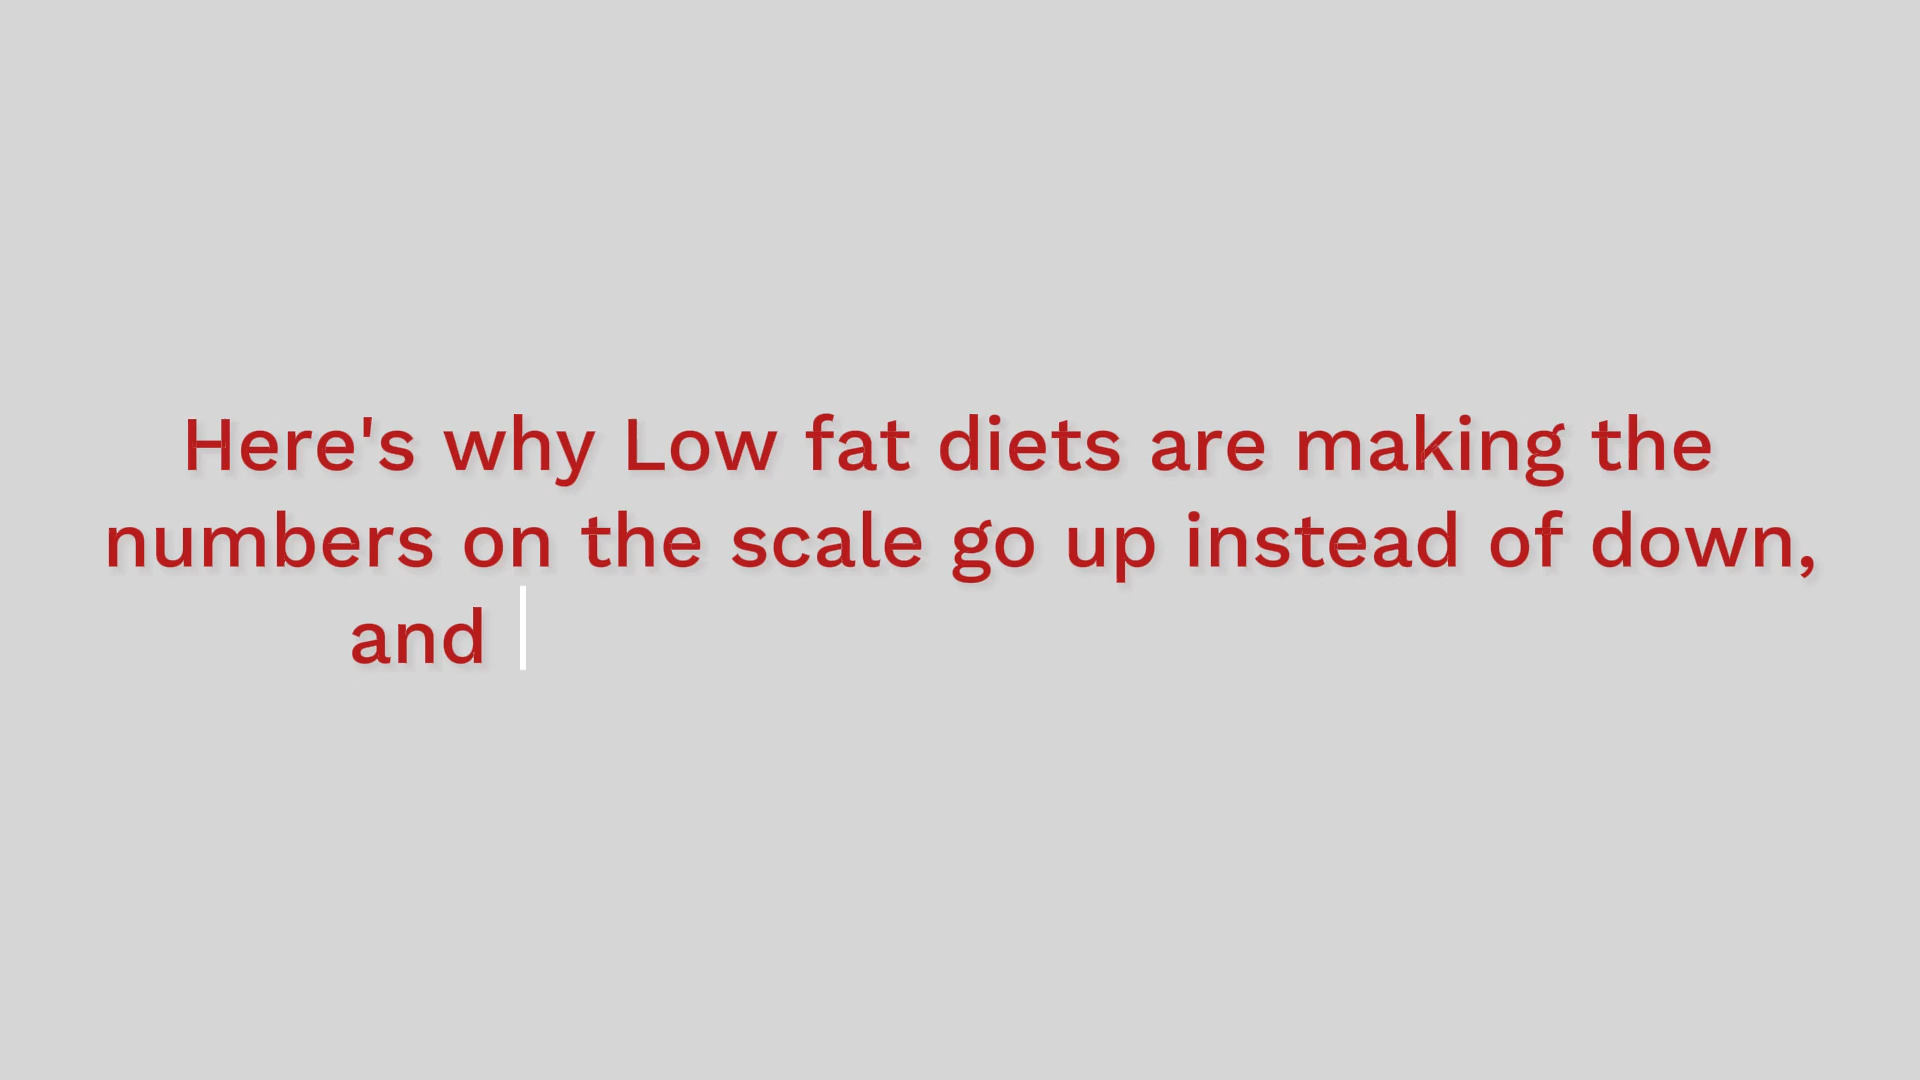 Here's why Low fat diets are making the
numbers on the scale go up instead of down,
and